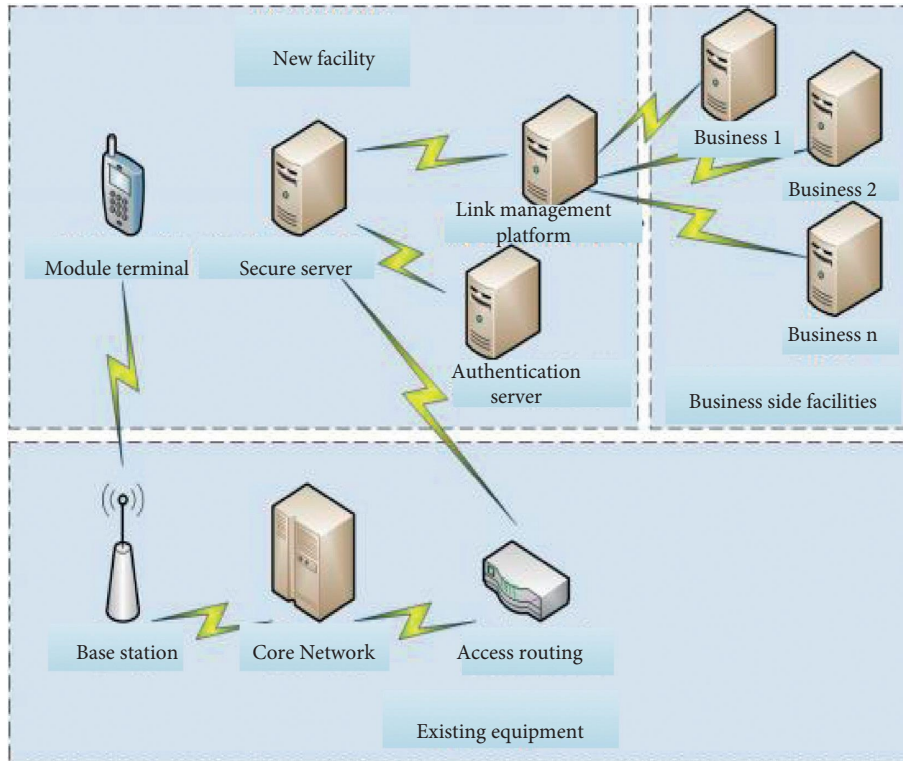 New facility
Business 1
Business 2
Link management
platform
Module terminal
Secure server
Business n
Authentication
server
Business side facilities
Base station
Core Network
Access routing
Existing equipment